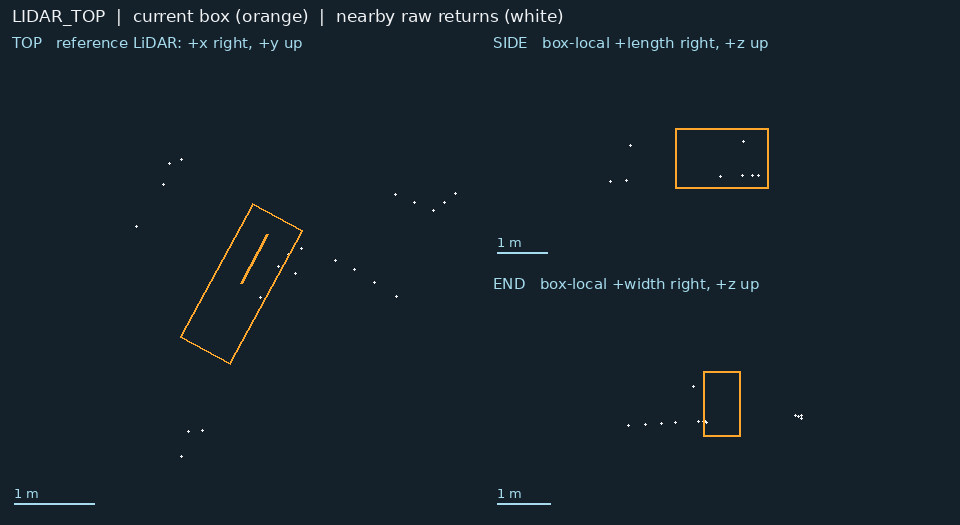 LIDAR_TOP | current box (orange) | nearby raw returns (white)
TOP reference LiDAR: +x right, +y up
SIDE box-local +length right, +z up
1 m
END box-local +width right, +z up
1 m
1 m